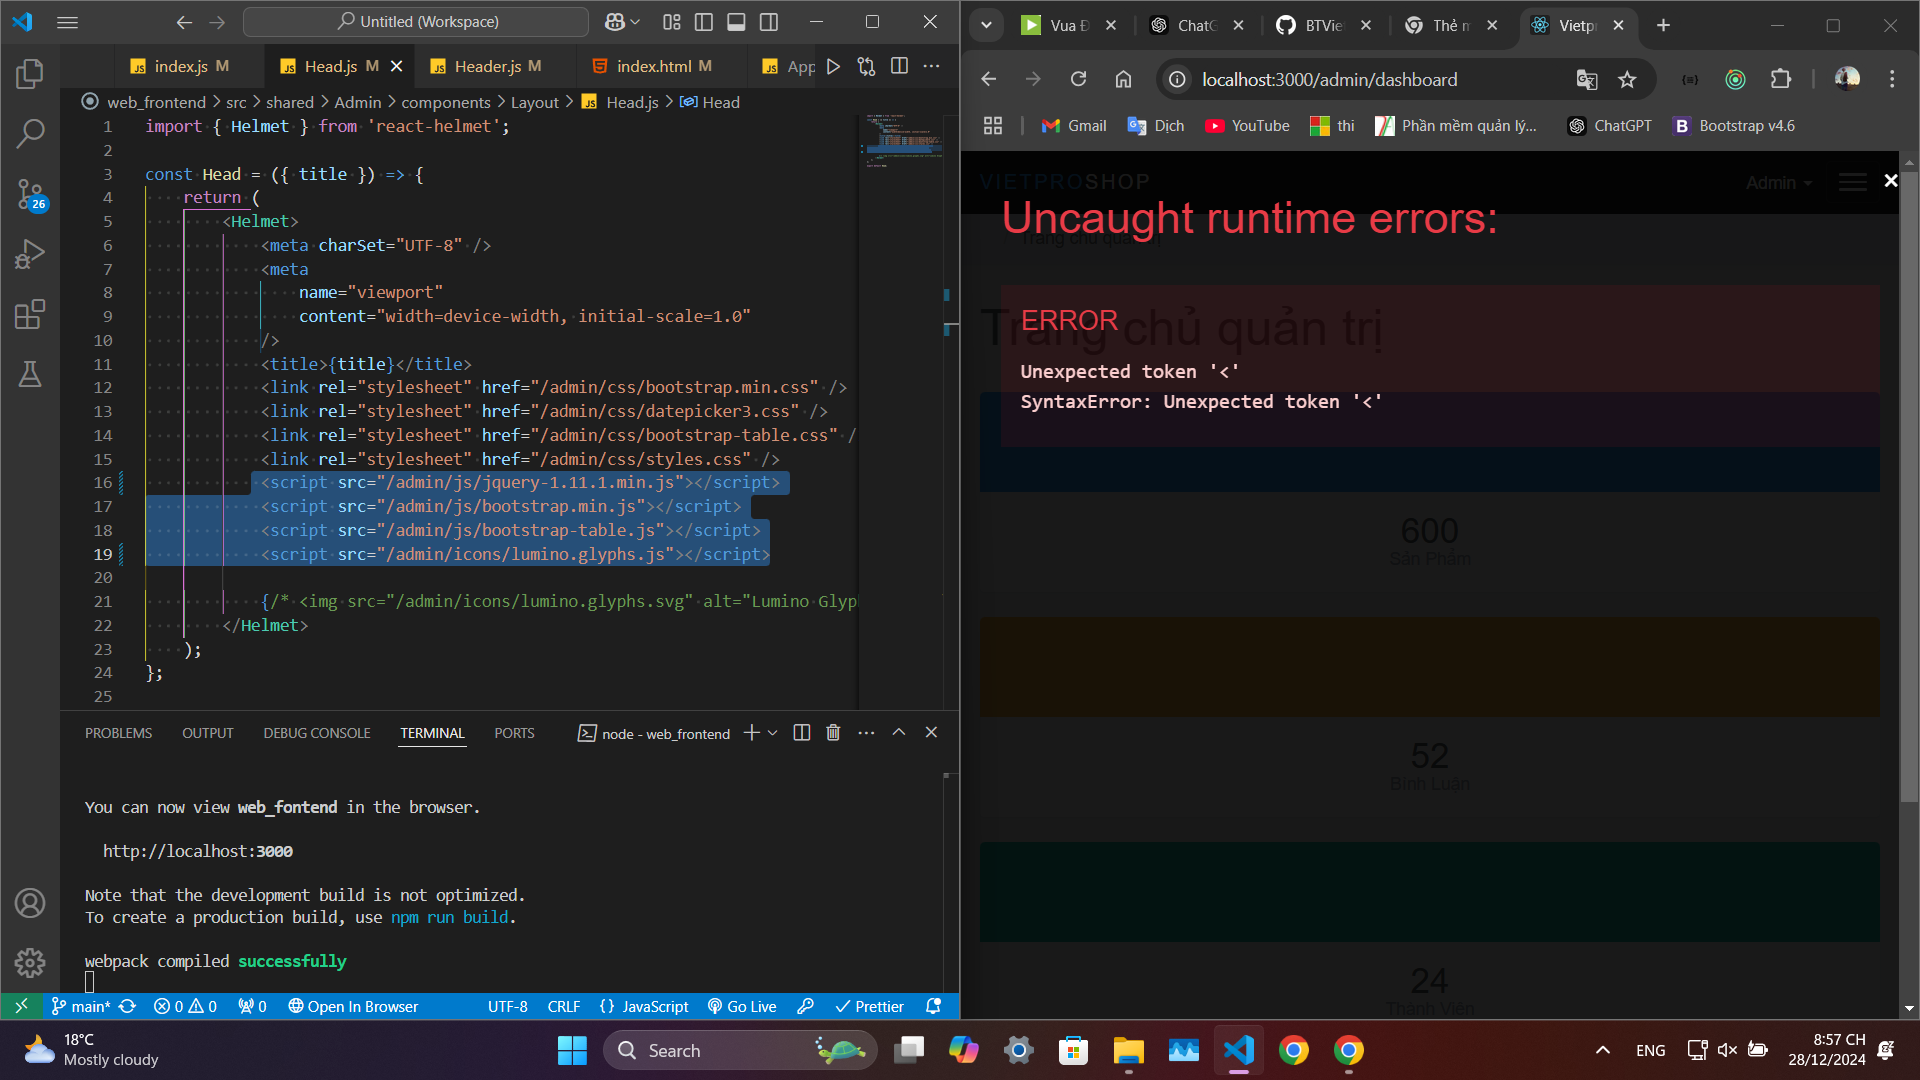 Untitled (Workspace)
index.js M
Head.js M
Header.js M
index.html M
App
web_frontend > src > shared > Admin > components > Layout > Head.js > Head
1 import { Helmet } from 'react-helmet';
2
3 const Head = ({ title }) => {
4 return (
5 <Helmet>
6 <meta charSet="UTF-8" />
7 <meta
8 name="viewport"
9 content="width=device-width, initial-scale=1.0"
10 />
11 <title>{title}</title>
12 <link rel="stylesheet" href="/admin/css/bootstrap.min.css" />
13 <link rel="stylesheet" href="/admin/css/datepicker3.css" />
14 <link rel="stylesheet" href="/admin/css/bootstrap-table.css" /
15 <link rel="stylesheet" href="/admin/css/styles.css" />
16 <script src="/admin/js/jquery-1.11.1.min.js"></script>
17 <script src="/admin/js/bootstrap.min.js"></script>
18 <script src="/admin/js/bootstrap-table.js"></script>
19 <script src="/admin/icons/lumino.glyphs.js"></script>
20
21 {/* <img src="/admin/icons/lumino.glyphs.svg" alt="Lumino Glyp
22 </Helmet>
23 );
24 };
25
26
PROBLEMS OUTPUT DEBUG CONSOLE TERMINAL PORTS
node - web_frontend
You can now view web_fontend in the browser.
http://localhost:3000
Note that the development build is not optimized.
To create a production build, use npm run build.
webpack compiled successfully
main* 0 0 0 Open In Browser UTF-8 CRLF {} JavaScript Go Live Prettier
Vua Đ
ChatG
BTVie
Thẻ m
Vietp
localhost:3000/admin/dashboard
Gmail
Dịch
YouTube
thi
Phần mềm quản lý...
ChatGPT
Bootstrap v4.6
VIETPROSHOP
Admin
Uncaught runtime errors:
Trang chủ quản trị
Trang chủ quản trị
ERROR
Unexpected token '<'
SyntaxError: Unexpected token '<'
600
Sản Phẩm
52
Bình Luận
24
Thành Viên
18°C
Mostly cloudy
Search
ENG
8:57 CH
28/12/2024